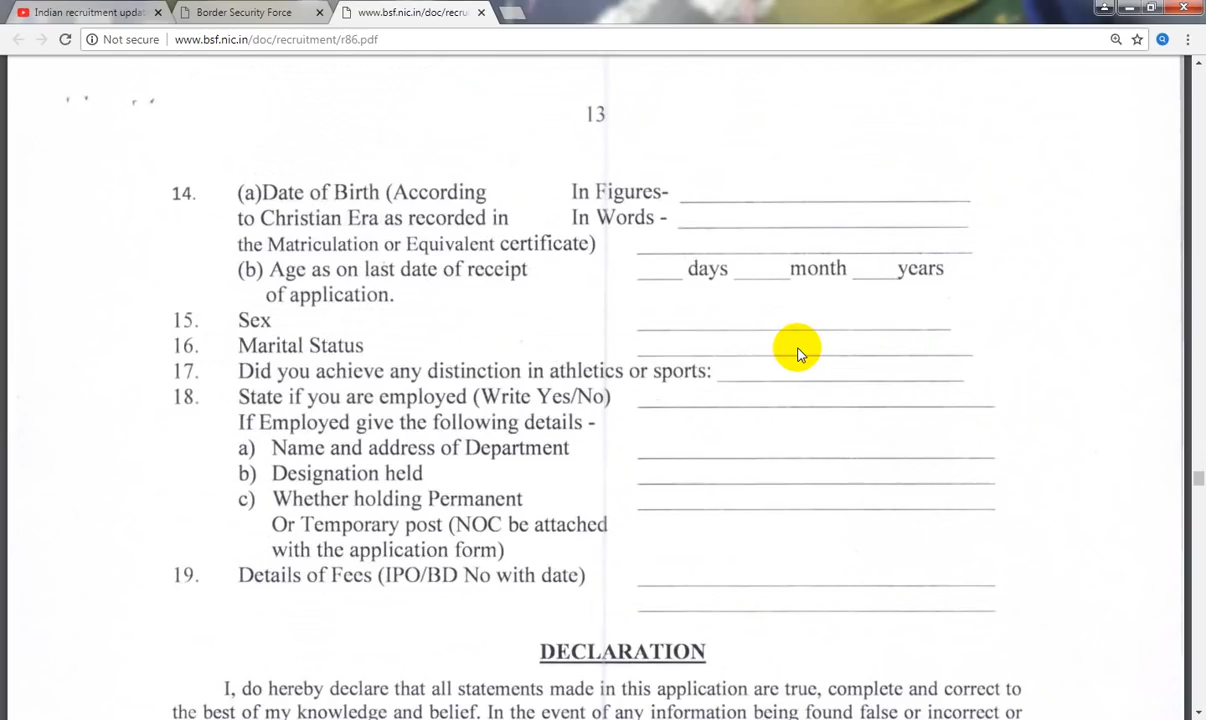 Indian recruitment updat
Border Security Force
www.bsf.nic.in/doc/recru
Not secure
www.bsf.nic.in/doc/recruitment/r86.pdf
13
14. (a)Date of Birth (According In Figures-
to Christian Era as recorded in In Words -
the Matriculation or Equivalent certificate)
(b) Age as on last date of receipt days month years
of application.
15. Sex
16. Marital Status
17. Did you achieve any distinction in athletics or sports:
18. State if you are employed (Write Yes/No)
If Employed give the following details -
a) Name and address of Department
b) Designation held
c) Whether holding Permanent
Or Temporary post (NOC be attached
with the application form)
19. Details of Fees (IPO/BD No with date)
DECLARATION
I, do hereby declare that all statements made in this application are true, complete and correct to
the best of my knowledge and belief. In the event of any information being found false or incorrect or